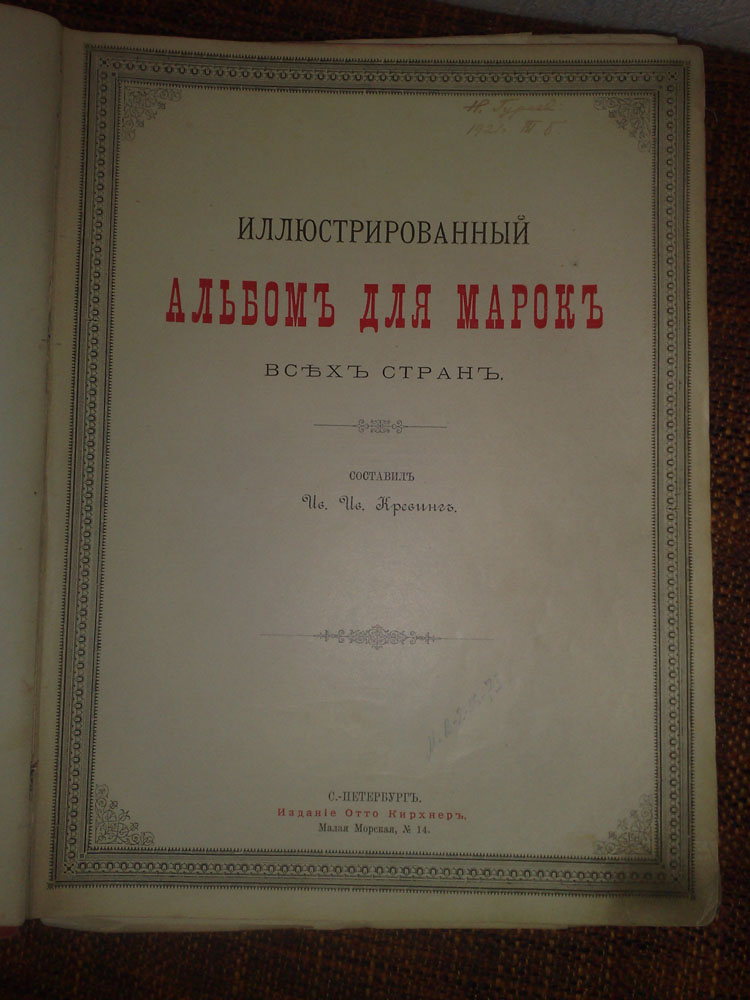 ИЛЛЮСТРИРОВАННЫЙ
АЛЬБОМЪ ДЛЯ МАРОКЪ
ВСѢХЪ СТРАНЪ.
СОСТАВИЛЪ
Ив. Ив. Кревингъ.
С.-ПЕТЕРБУРГЪ.
Изданіе Отто Кирхнеръ.
Малая Морская, № 14.